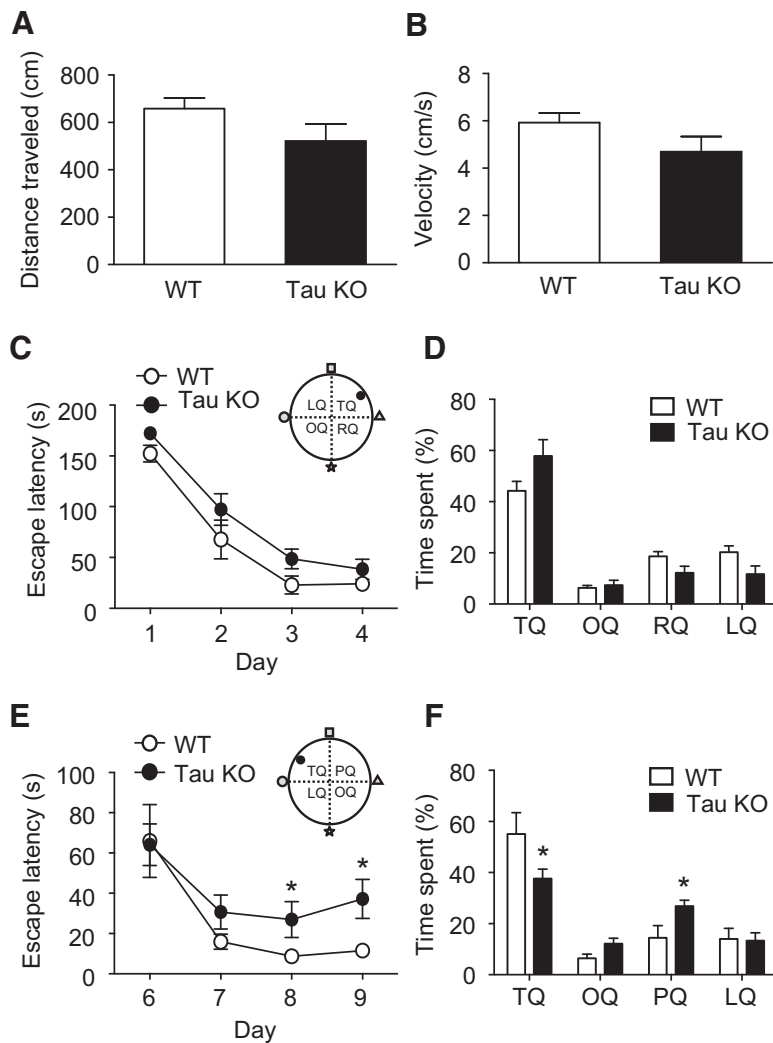 A
Distance traveled (cm)
800
600
400
200
0
WT
Tau KO
B
Velocity (cm/s)
8
6
4
2
0
WT
Tau KO
C
WT
Tau KO
Escape latency (s)
200
150
100
50
0
1
2
3
4
Day
LQ
TQ
OQ
RQ
D
WT
Tau KO
Time spent (%)
80
60
40
20
0
TQ
OQ
RQ
LQ
E
WT
Tau KO
Escape latency (s)
100
80
60
40
20
0
6
7
8
9
Day
TQ
PQ
LQ
OQ
*
*
F
WT
Tau KO
Time spent (%)
80
60
40
20
0
TQ
OQ
PQ
LQ
*
*